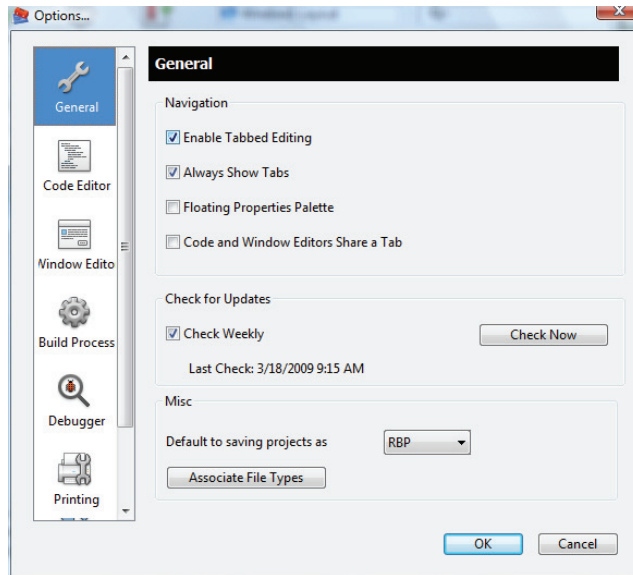 Options...
General
General
Navigation
Enable Tabbed Editing
Always Show Tabs
Code Editor
Floating Properties Palette
Code and Window Editors Share a Tab
Window Edito
Check for Updates
Check Weekly
Check Now
Build Process
Last Check: 3/18/2009 9:15 AM
Misc
Debugger
Default to saving projects as
RBP
Associate File Types
Printing
OK
Cancel